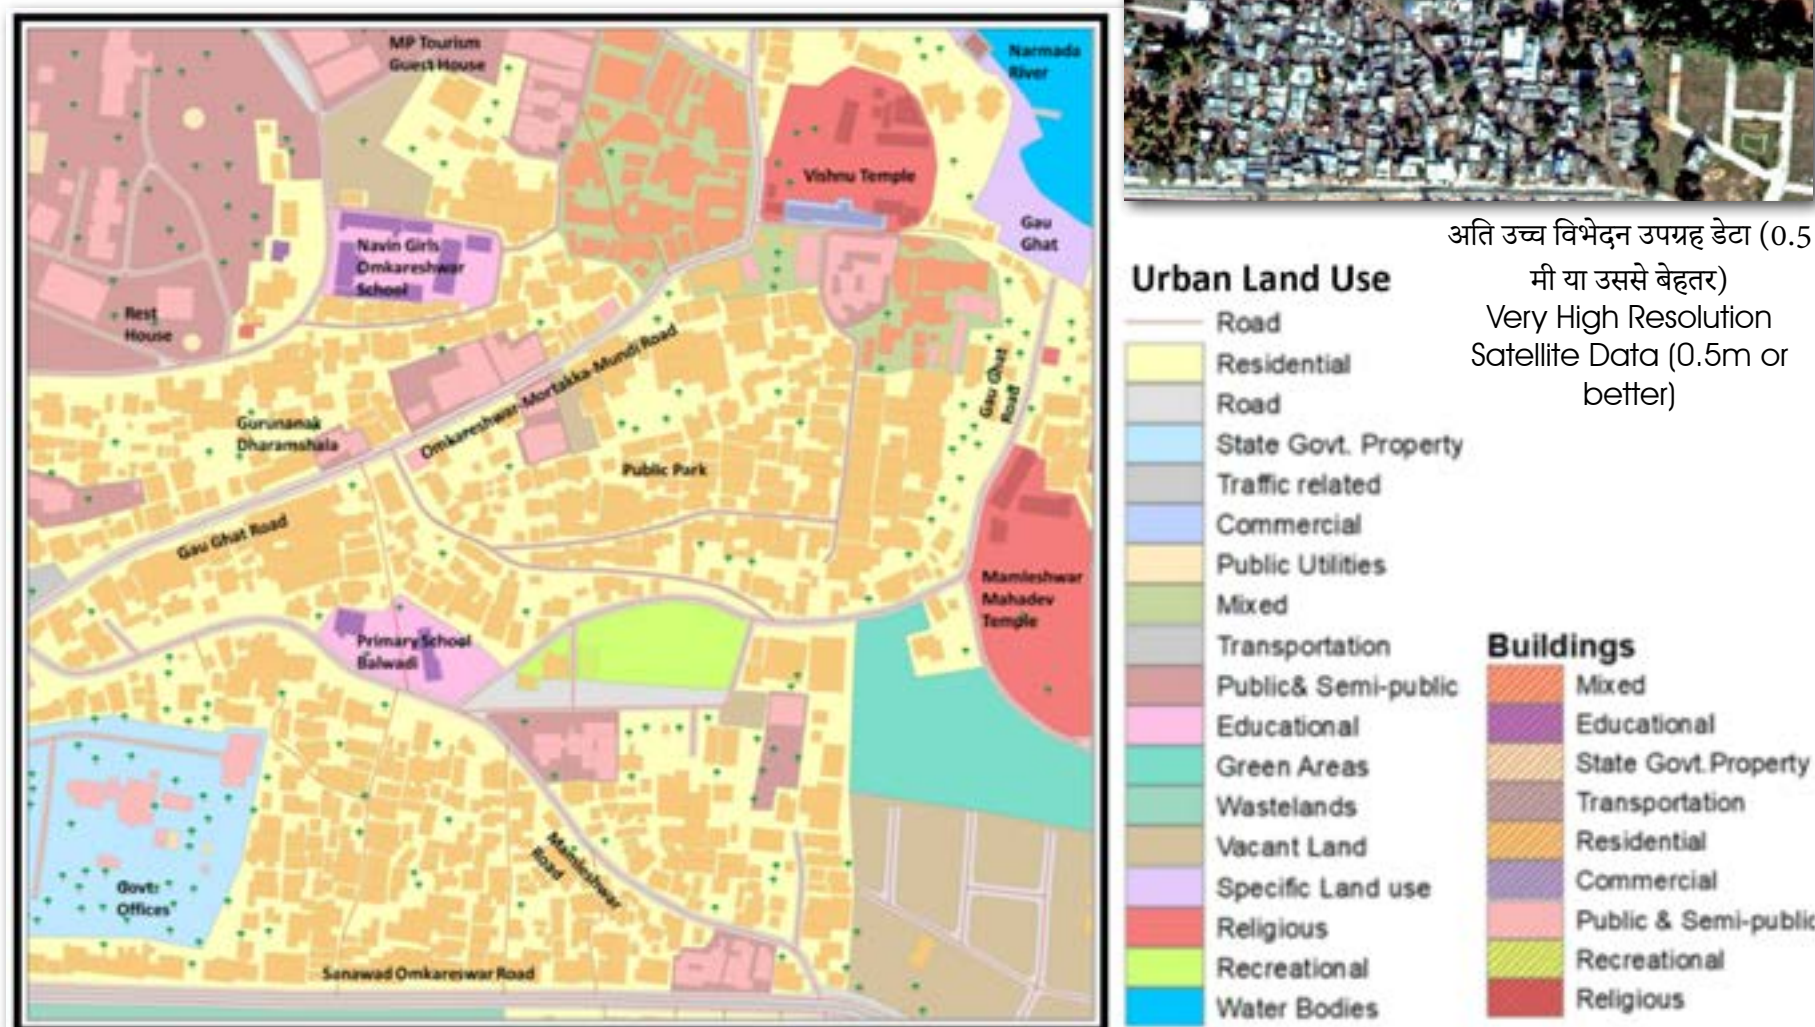 MP Tourism
Guest House
Narmada
River
Vishnu Temple
Gau
Ghat
Navin Girls
Omkareshwar
School
Rest
House
Omkareshwar-Mortakka-Mundi Road
Gau Ghat
Road
Gurunanak
Dharamshala
Public Park
Gau Ghat Road
Mamleshwar
Mahadev
Temple
Primary School
Balwadi
Mamleshwar
Road
Govt:
Offices
Sanawad Omkareswar Road
अति उच्च विभेदन उपग्रह डेटा (0.5
मी या उससे बेहतर)
Very High Resolution
Satellite Data (0.5m or
better)
Urban Land Use
Road
Residential
Road
State Govt. Property
Traffic related
Commercial
Public Utilities
Mixed
Transportation
Public& Semi-public
Educational
Green Areas
Wastelands
Vacant Land
Specific Land use
Religious
Recreational
Water Bodies
Buildings
Mixed
Educational
State Govt.Property
Transportation
Residential
Commercial
Public & Semi-public
Recreational
Religious